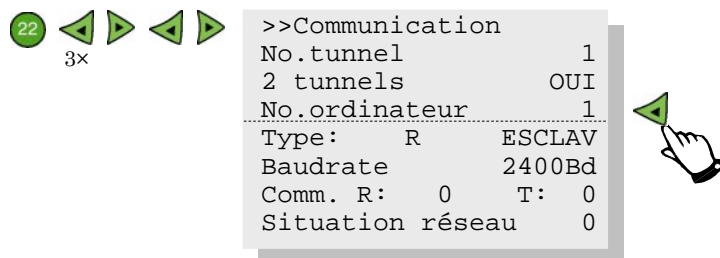 22
3×
>>Communication
No.tunnel 1
2 tunnels OUI
No.ordinateur 1
Type: R ESCLAV
Baudrate 2400Bd
Comm. R: 0 T: 0
Situation réseau 0